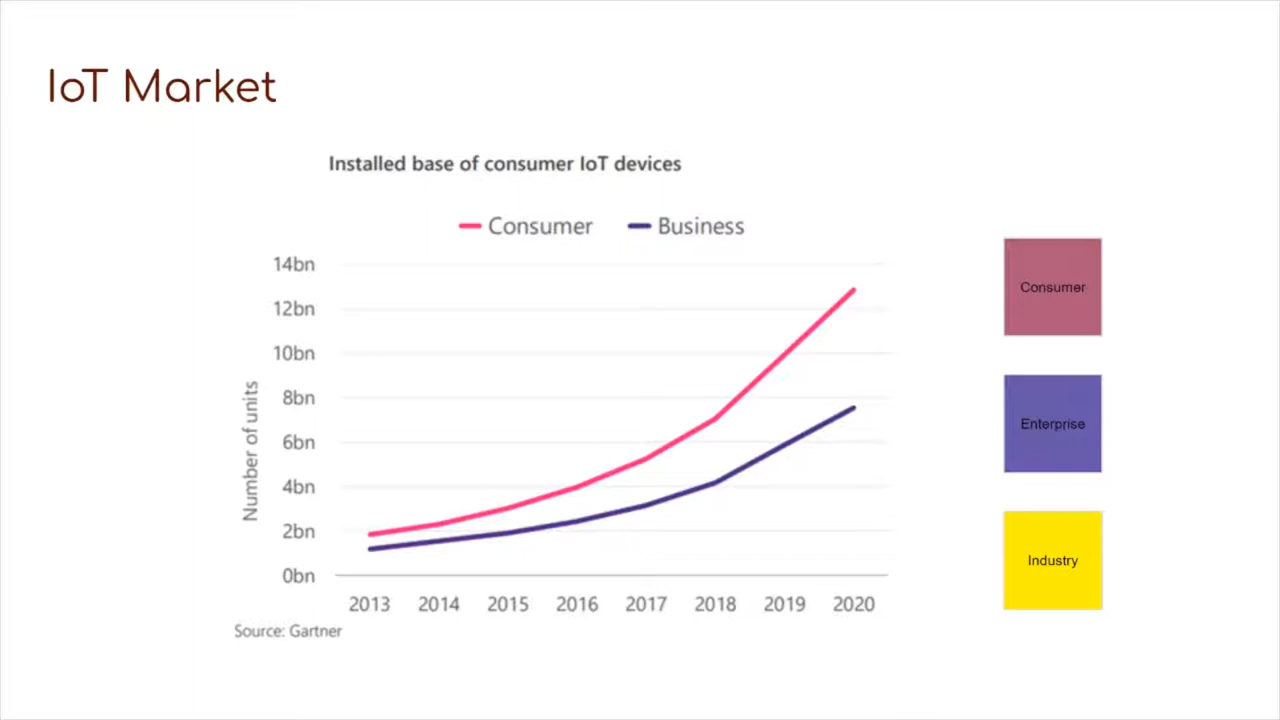 IoT Market
Installed base of consumer IoT devices
Consumer Business
14bn
12bn
10bn
8bn
6bn
4bn
2bn
0bn
Number of units
2013 2014 2015 2016 2017 2018 2019 2020
Source: Gartner
Consumer
Enterprise
Industry